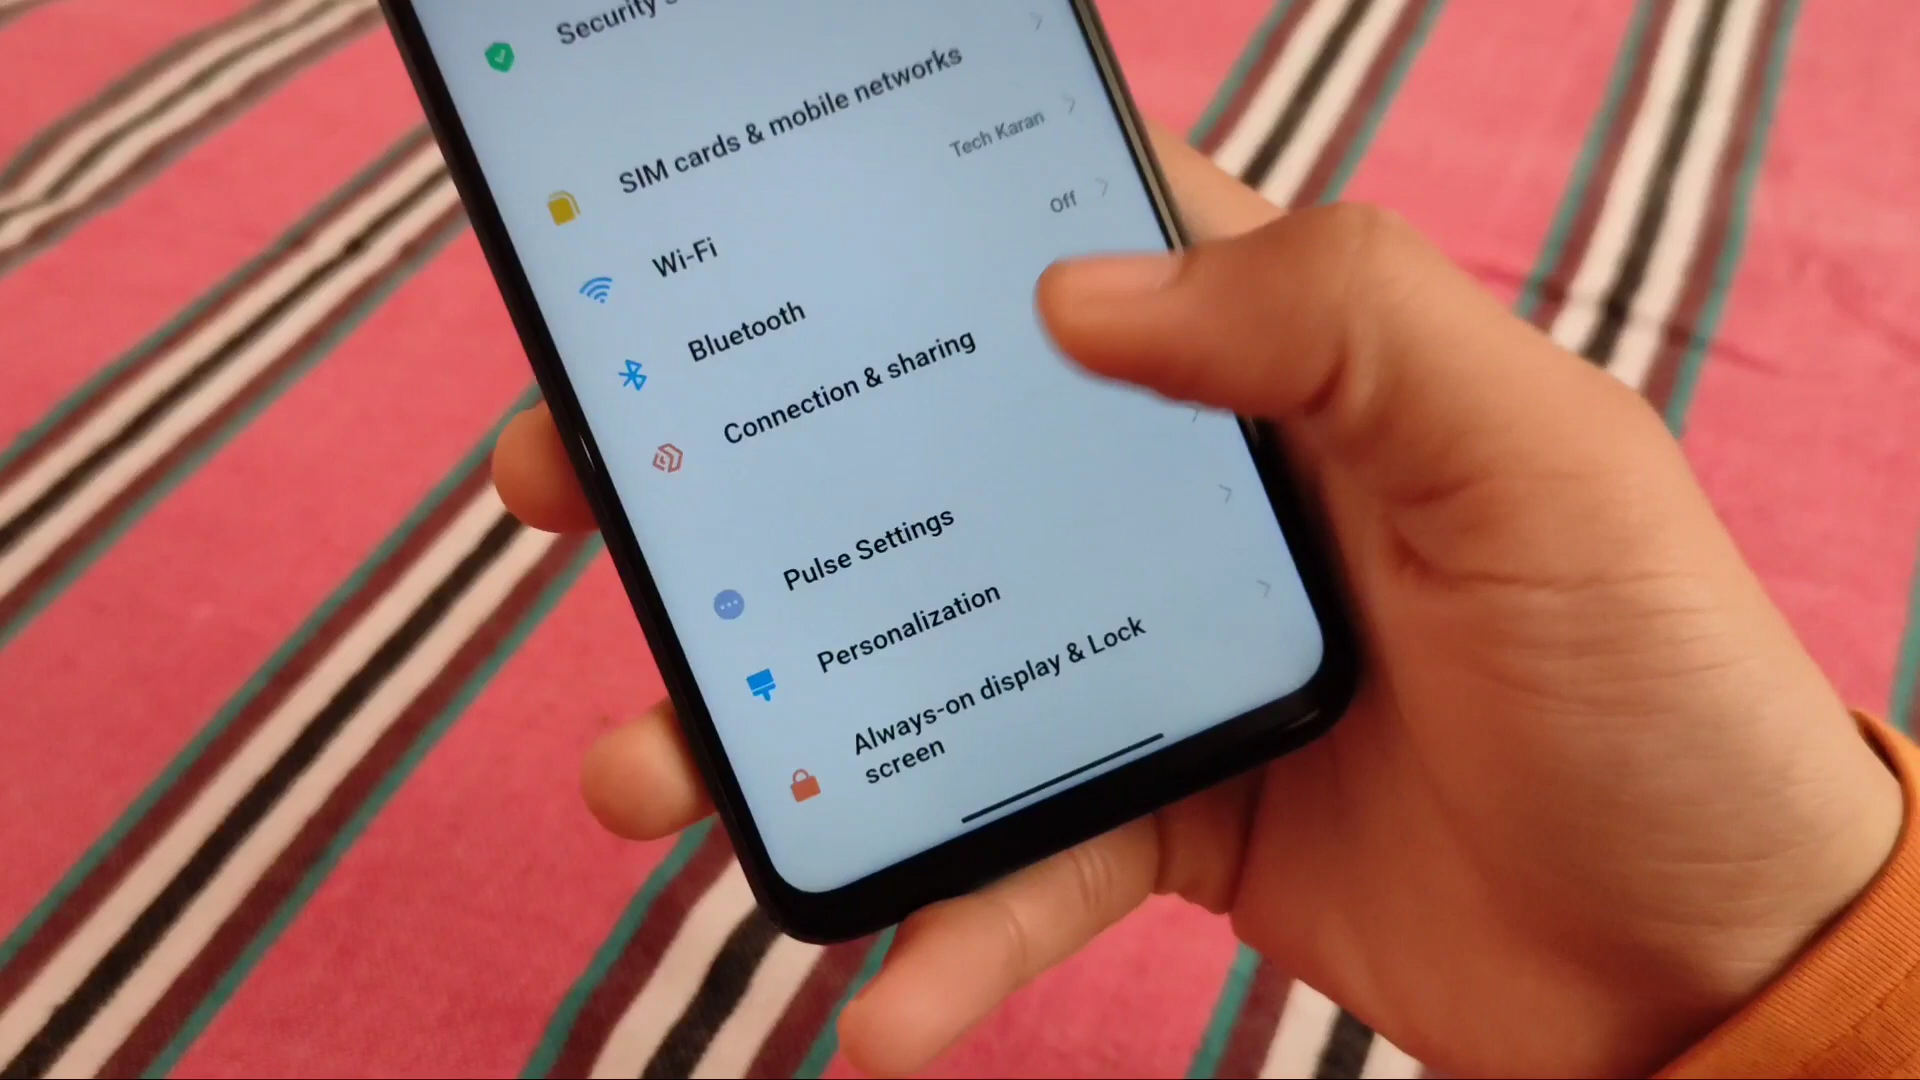 Security
SIM cards & mobile networks
Wi-Fi Tech Karan
Bluetooth Off
Connection & sharing
Pulse Settings
Personalization
Always-on display & Lock
screen